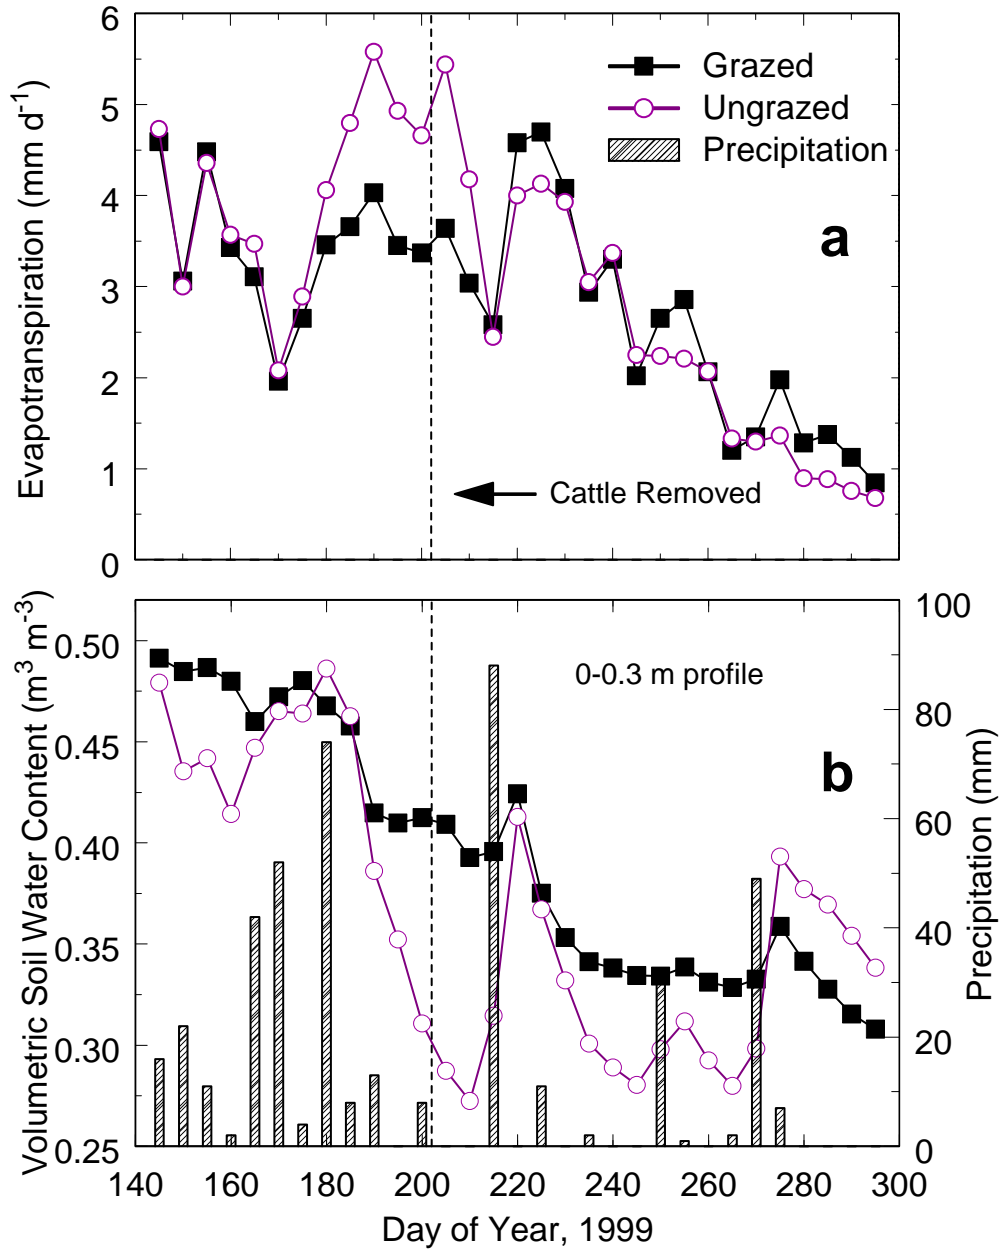 6
5
4
3
2
1
0
Evapotranspiration (mm d-1)
Grazed
Ungrazed
Precipitation
a
Cattle Removed
0.50
0.45
0.40
0.35
0.30
0.25
Volumetric Soil Water Content (m3 m-3)
0-0.3 m profile
b
100
80
60
40
20
0
Precipitation (mm)
140 160 180 200 220 240 260 280 300
Day of Year, 1999